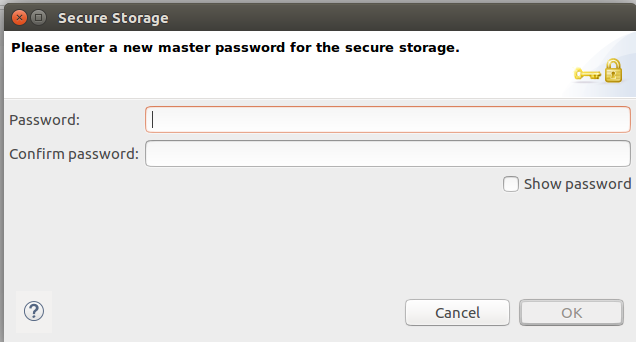 Secure Storage
Please enter a new master password for the secure storage.
Password:
Confirm password:
Show password
?
Cancel
OK